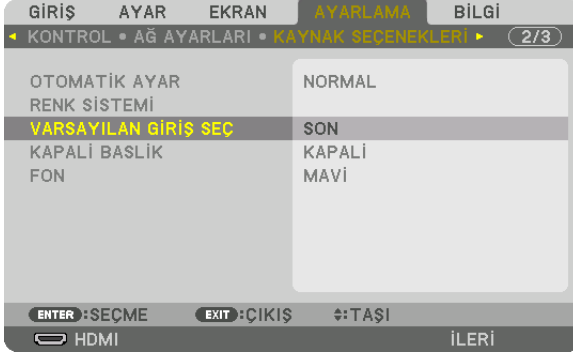 GİRİŞ AYAR EKRAN AYARLAMA BİLGİ
KONTROL • AĞ AYARLARI • KAYNAK SEÇENEKLERİ 2/3
OTOMATİK AYAR NORMAL
RENK SİSTEMİ
VARSAYILAN GİRİŞ SEÇ SON
KAPALİ BASLİK KAPALİ
FON MAVİ
ENTER :SEÇME EXIT :ÇIKIŞ :TAŞI
HDMI İLERİ